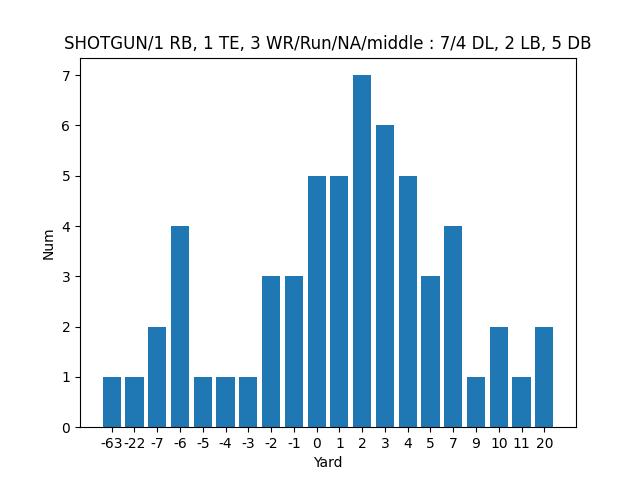 SHOTGUN/1 RB, 1 TE, 3 WR/Run/NA/middle : 7/4 DL, 2 LB, 5 DB
7
6
5
4
3
2
1
0
Num
-63 -22 -7 -6 -5 -4 -3 -2 -1 0 1 2 3 4 5 7 9 10 11 20
Yard